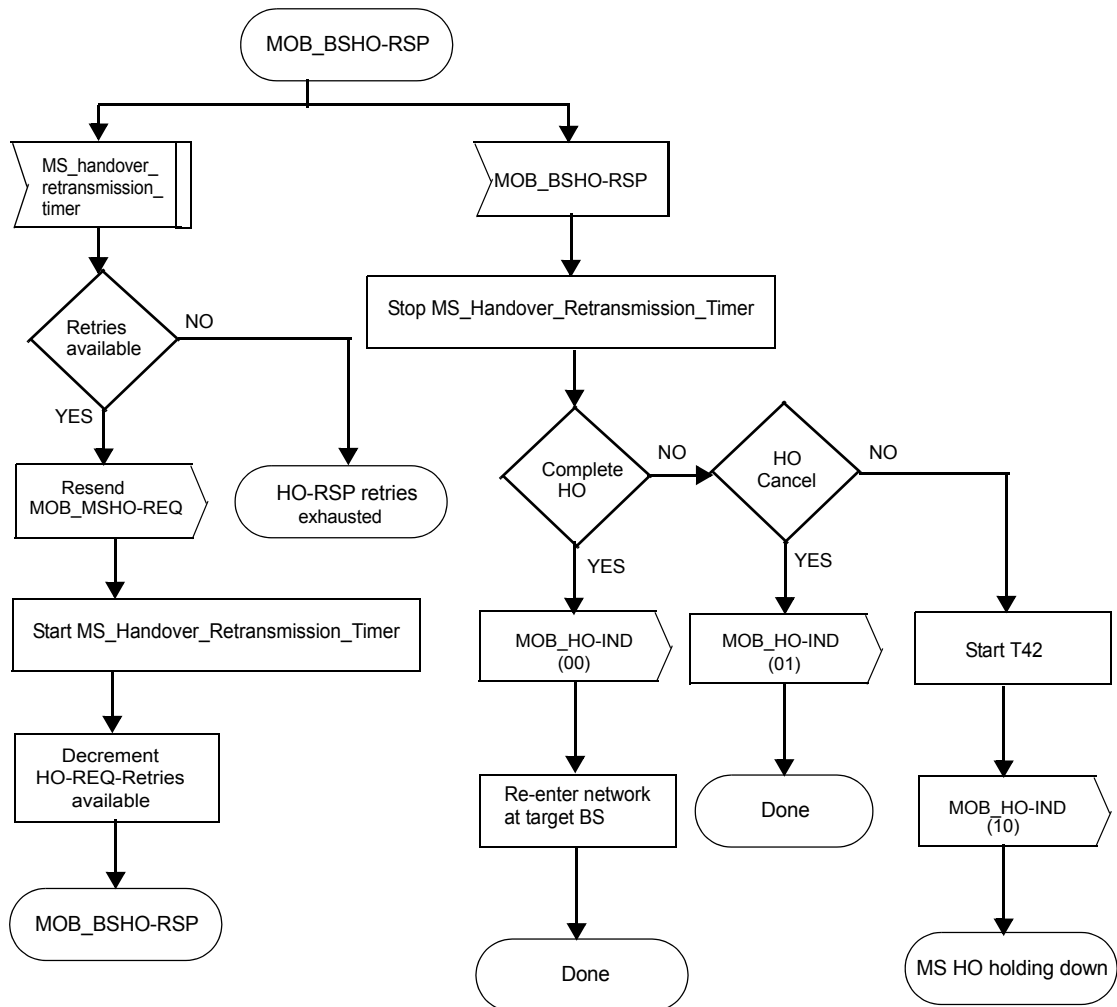 MOB_BSHO-RSP
MS_handover_
retransmission_
timer
MOB_BSHO-RSP
Stop MS_Handover_Retransmission_Timer
Retries
available
NO
YES
Complete
HO
NO
HO
Cancel
NO
Resend
MOB_MSHO-REQ
HO-RSP retries
exhausted
YES
YES
Start MS_Handover_Retransmission_Timer
MOB_HO-IND
(00)
MOB_HO-IND
(01)
Start T42
Decrement
HO-REQ-Retries
available
Re-enter network
at target BS
Done
MOB_HO-IND
(10)
MOB_BSHO-RSP
Done
MS HO holding down